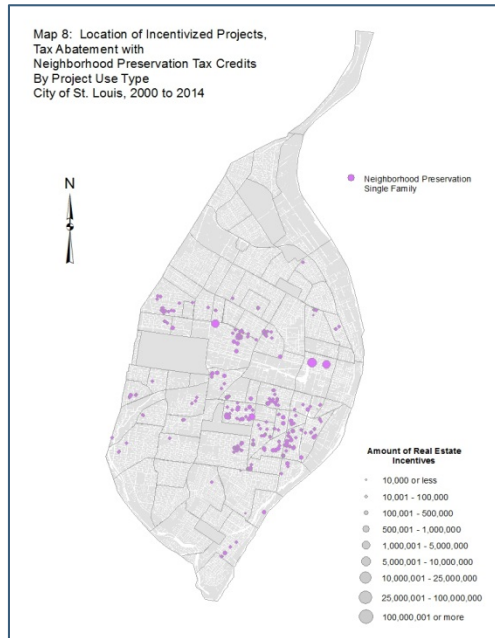 Map 8:  Location of Incentivized Projects,
Tax Abatement with
Neighborhood Preservation Tax Credits
By Project Use Type
City of St. Louis, 2000 to 2014
N
Neighborhood Preservation
Single Family
Amount of Real Estate
Incentives
10,000 or less
10,001 - 100,000
100,001 - 500,000
500,001 - 1,000,000
1,000,001 - 5,000,000
5,000,001 - 10,000,000
10,000,001 - 25,000,000
25,000,001 - 100,000,000
100,000,001 or more